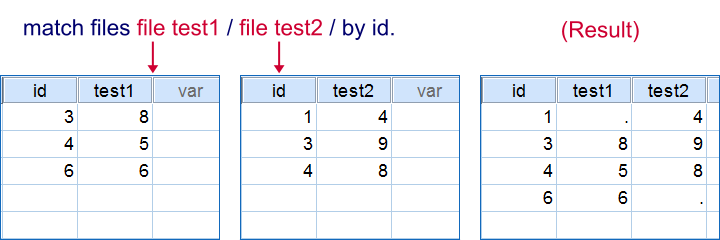 match files file test1 / file test2 / by id.
(Result)
id test1 var
3 8
4 5
6 6
id test2 var
1 4
3 9
4 8
id test1 test2
1 . 4
3 8 9
4 5 8
6 6 .